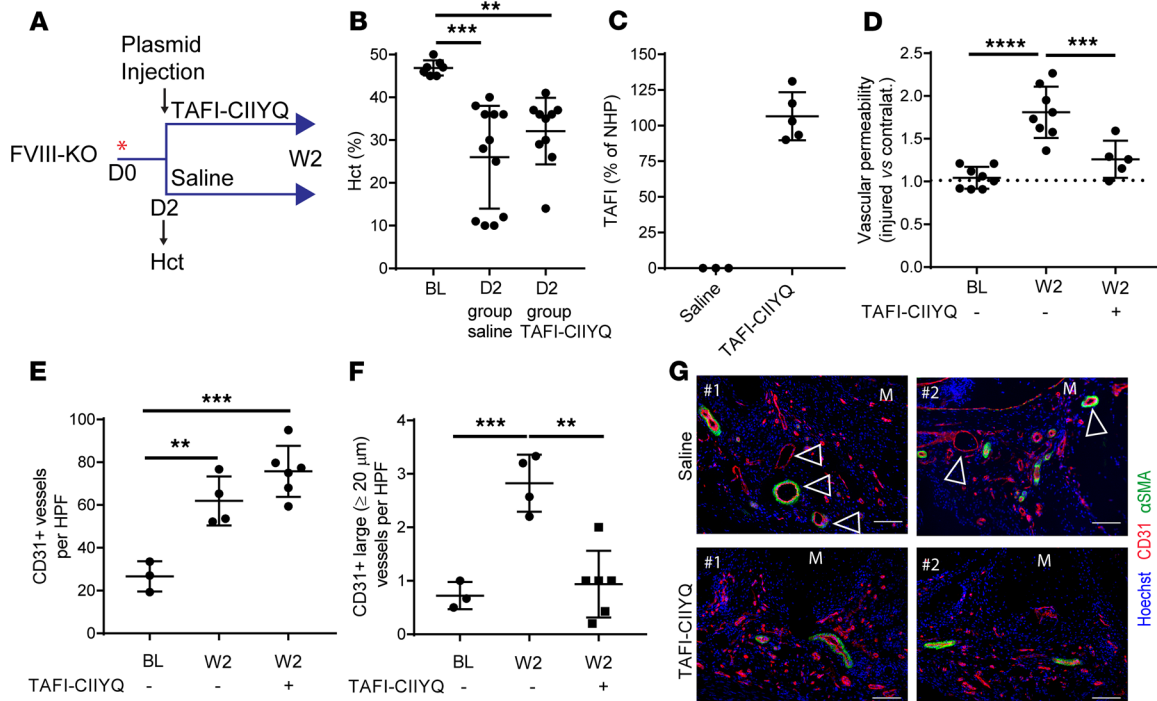 A
Plasmid
Injection
TAFI-CIIYQ
FVIII-KO
*
D0
W2
Saline
D2
Hct
B
**
***
50
40
30
20
10
0
%
Hct (%)
BL
D2
group
saline
D2
group
TAFI-CIIYQ
C
150
125
100
75
50
25
0
TAFI (% of NHP)
Saline
TAFI-CIIYQ
D
****
***
2.5
2.0
1.5
1.0
0.5
0.0
Vascular permeability
(injured vs contralat.)
BL
W2
W2
TAFI-CIIYQ
-
-
+
E
***
**
100
80
60
40
20
0
CD31+ vessels
per HPF
BL
W2
W2
TAFI-CIIYQ
-
-
+
F
***
**
4
3
2
1
0
CD31+ large (≥ 20 μm)
vessels per HPF
BL
W2
W2
TAFI-CIIYQ
-
-
+
G
Saline
#1
M
#2
M
TAFI-CIIYQ
#1
M
#2
M
Hoechst CD31 αSMA